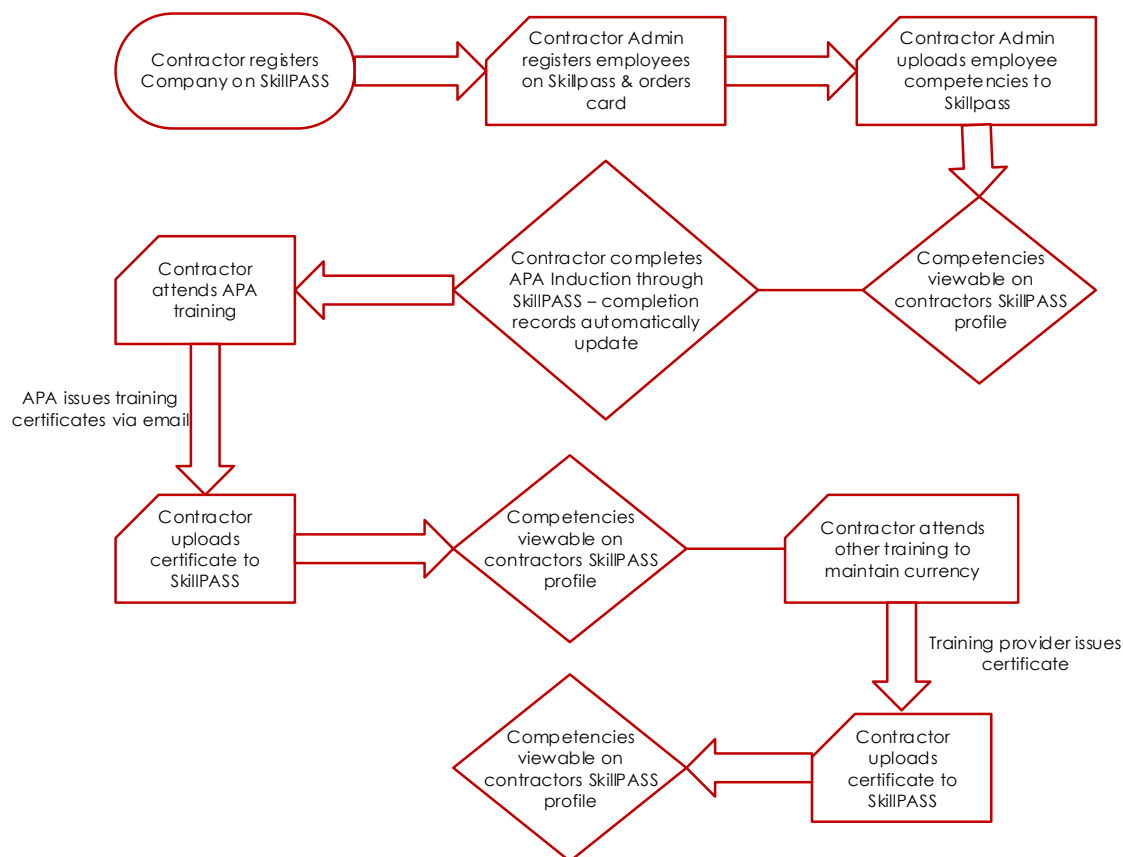 Contractor registers
Company on SkillPASS
Contractor Admin
registers employees
on Skillpass & orders
card
Contractor Admin
uploads employee
competencies to
Skillpass
Competencies
viewable on
contractors SkillPASS
profile
Contractor completes
APA Induction through
SkillPASS – completion
records automatically
update
Contractor
attends APA
training
APA issues training
certificates via email
Contractor
uploads
certificate to
SkillPASS
Competencies
viewable on
contractors SkillPASS
profile
Contractor attends
other training to
maintain currency
Training provider issues
certificate
Contractor
uploads
certificate to
SkillPASS
Competencies
viewable on
contractors SkillPASS
profile